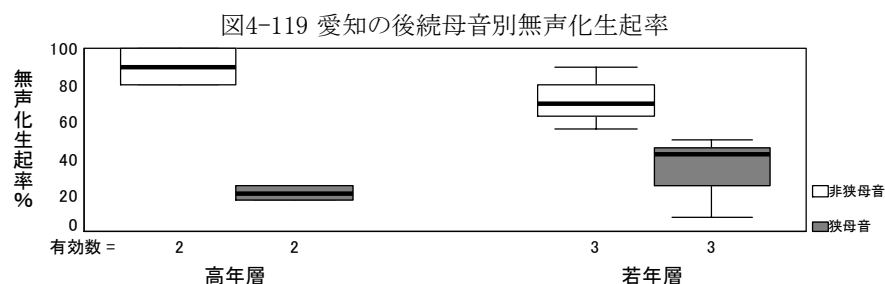 図4-119 愛知の後続母音別無声化生起率
無声化生起率%
100
80
60
40
20
0
非狭母音
狭母音
有効数 = 2 2 3 3
高年層 若年層